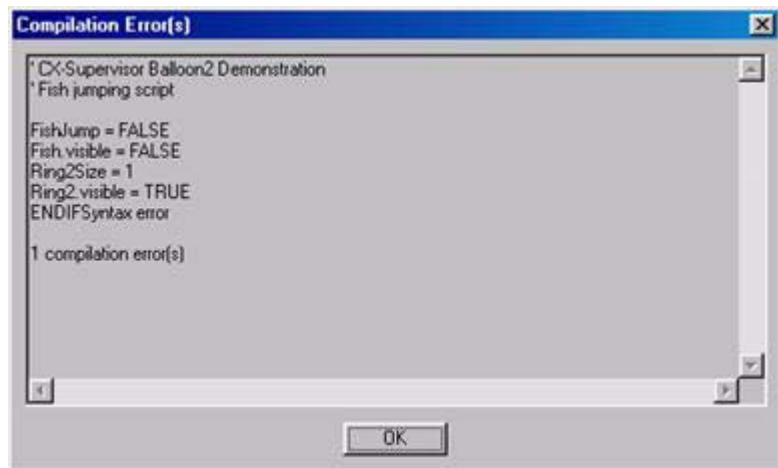 Compilation Error(s)
' CX-Supervisor Balloon2 Demonstration
' Fish jumping script
FishJump = FALSE
Fish.visible = FALSE
Ring2Size = 1
Ring2.visible = TRUE
ENDIFSyntax error
1 compilation error(s)
OK